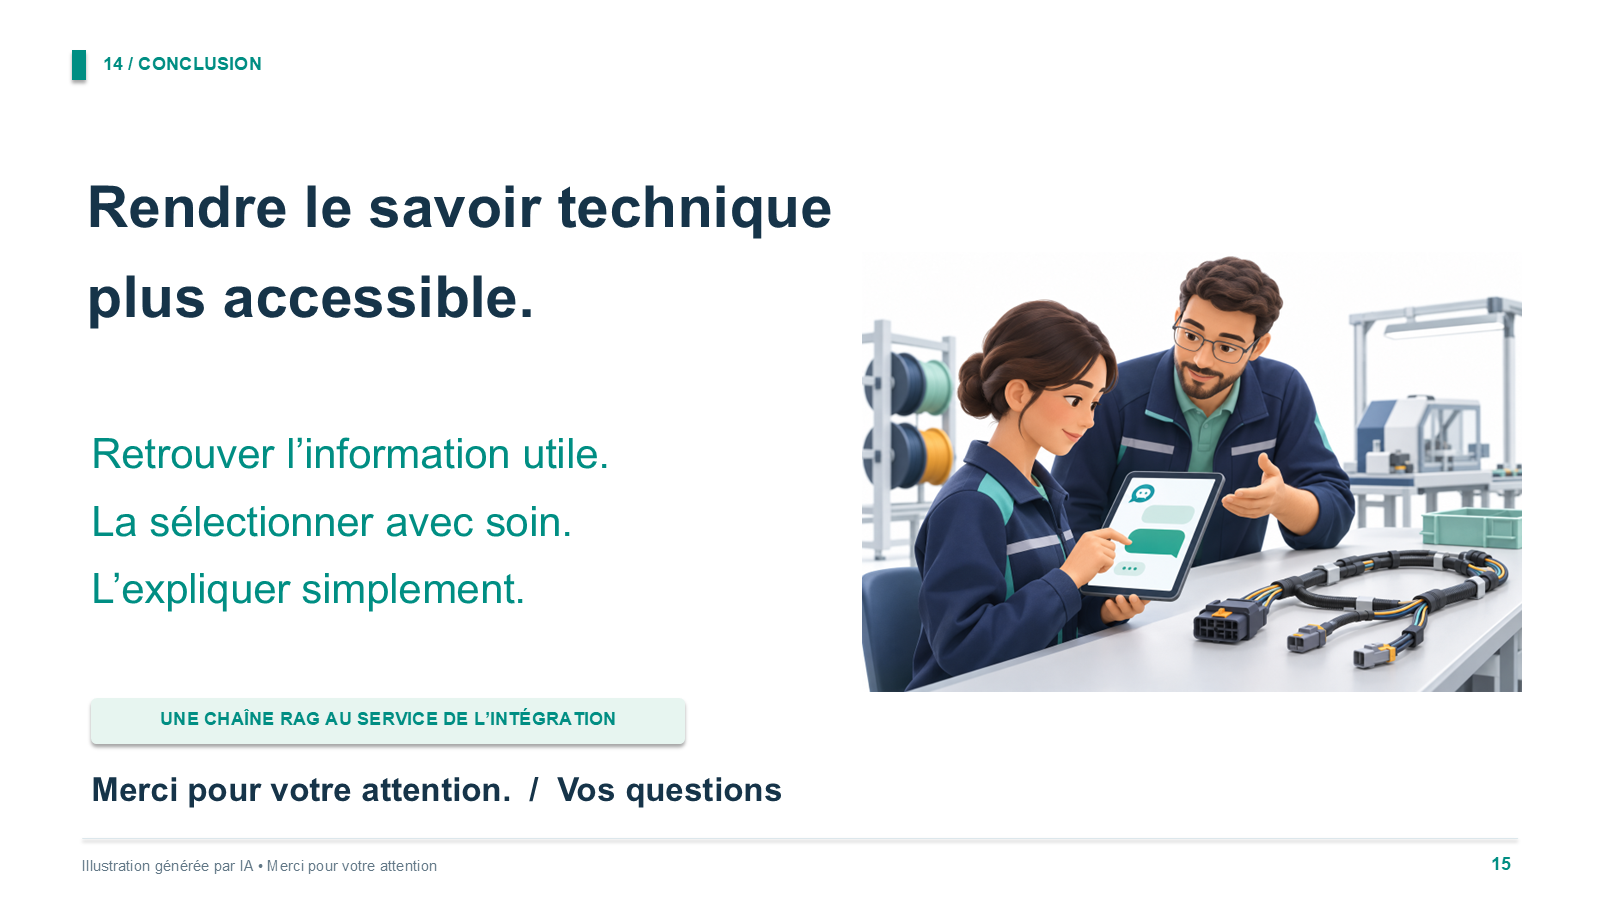 14 / CONCLUSION
Rendre le savoir technique
plus accessible.
Retrouver l’information utile.
La sélectionner avec soin.
L’expliquer simplement.
UNE CHAÎNE RAG AU SERVICE DE L’INTÉGRATION
Merci pour votre attention. / Vos questions
Illustration générée par IA • Merci pour votre attention
15